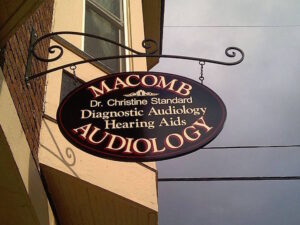 MACOMB
Dr. Christine Standard
Diagnostic Audiology
Hearing Aids
AUDIOLOGY